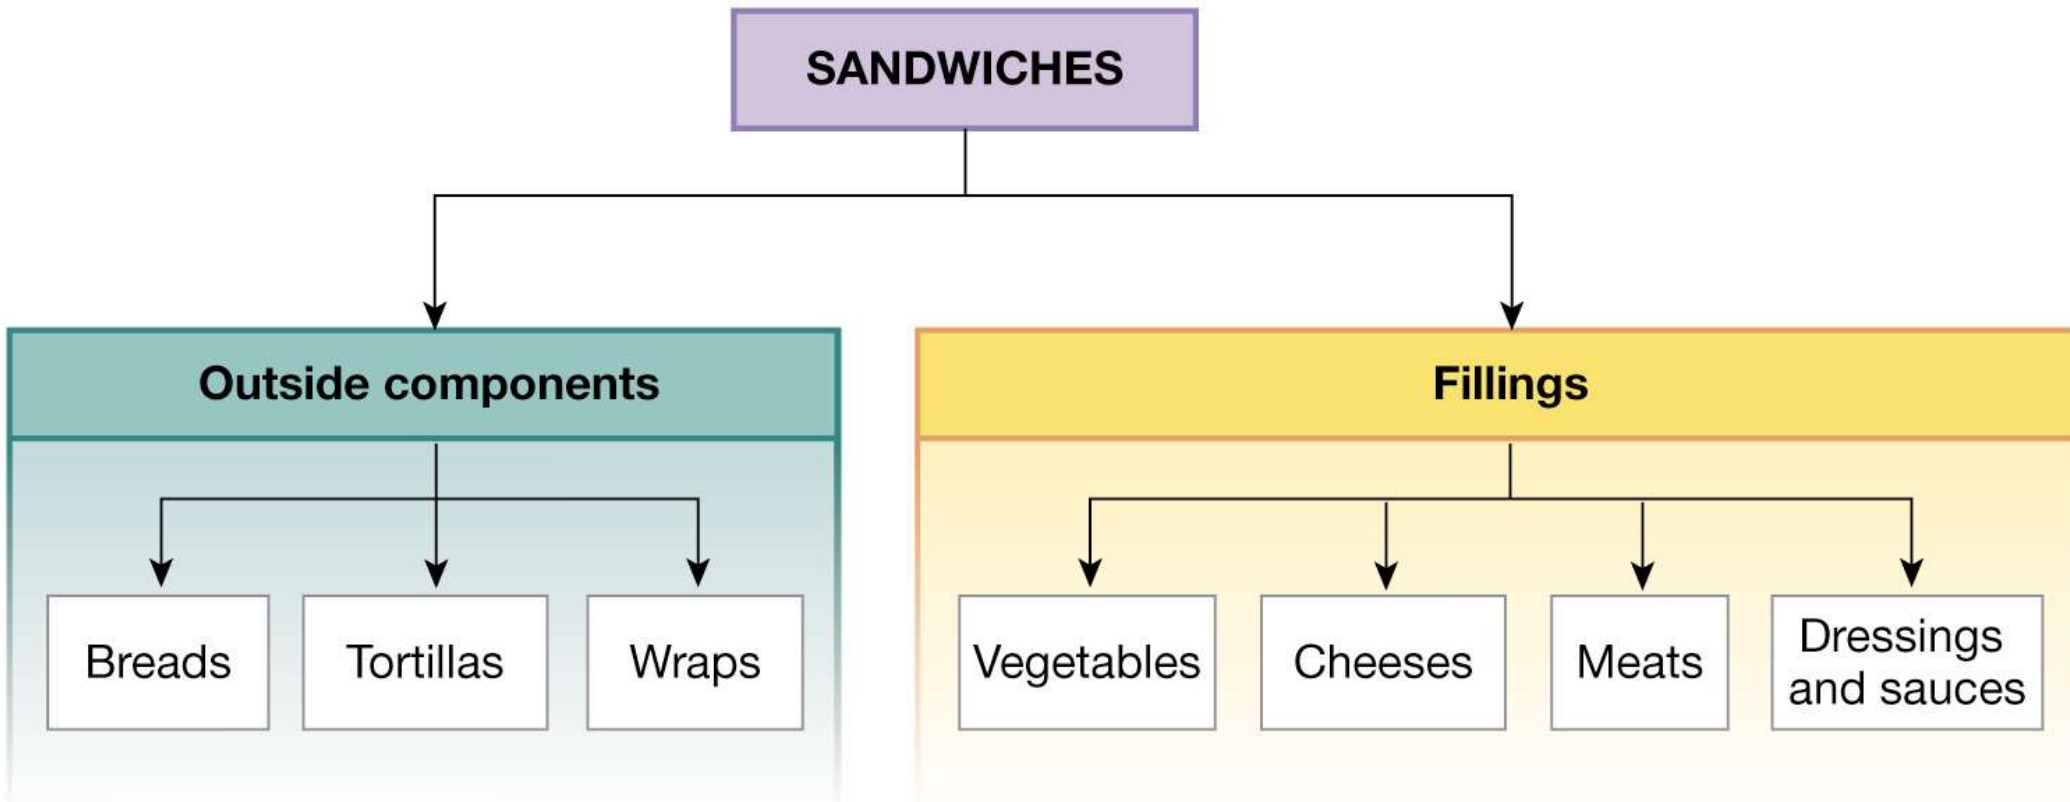 SANDWICHES
Outside components
Fillings
Breads
Tortillas
Wraps
Vegetables
Cheeses
Meats
Dressings
and sauces